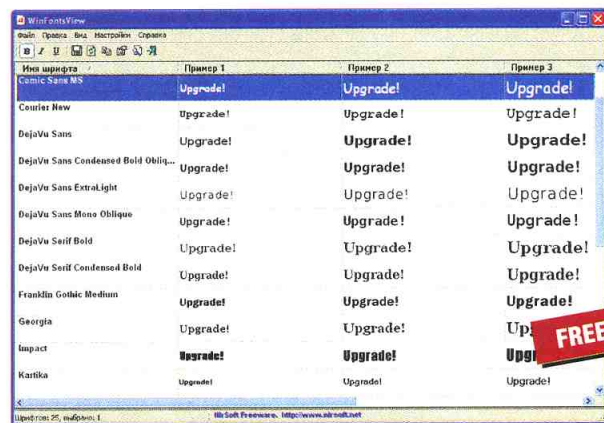 WinFontsView
Файл Правка Вид Настройки Справка
B I U
Имя шрифта Пример 1 Пример 2 Пример 3
Comic Sans MS Upgrade! Upgrade! Upgrade!
Courier New Upgrade! Upgrade! Upgrade!
DejaVu Sans Upgrade! Upgrade! Upgrade!
DejaVu Sans Condensed Bold Obliq... Upgrade! Upgrade! Upgrade!
DejaVu Sans ExtraLight Upgrade! Upgrade! Upgrade!
DejaVu Sans Mono Oblique Upgrade! Upgrade! Upgrade!
DejaVu Serif Bold Upgrade! Upgrade! Upgrade!
DejaVu Serif Condensed Bold Upgrade! Upgrade! Upgrade!
Franklin Gothic Medium Upgrade! Upgrade! Upgrade!
Georgia Upgrade! Upgrade! Up
FREE
Impact Upgrade! Upgrade! Upgr
Kartika Upgrade! Upgrade! Upgrade!
Шрифтов: 25, выбрано: 1 NirSoft Freeware. http://www.nirsoft.net